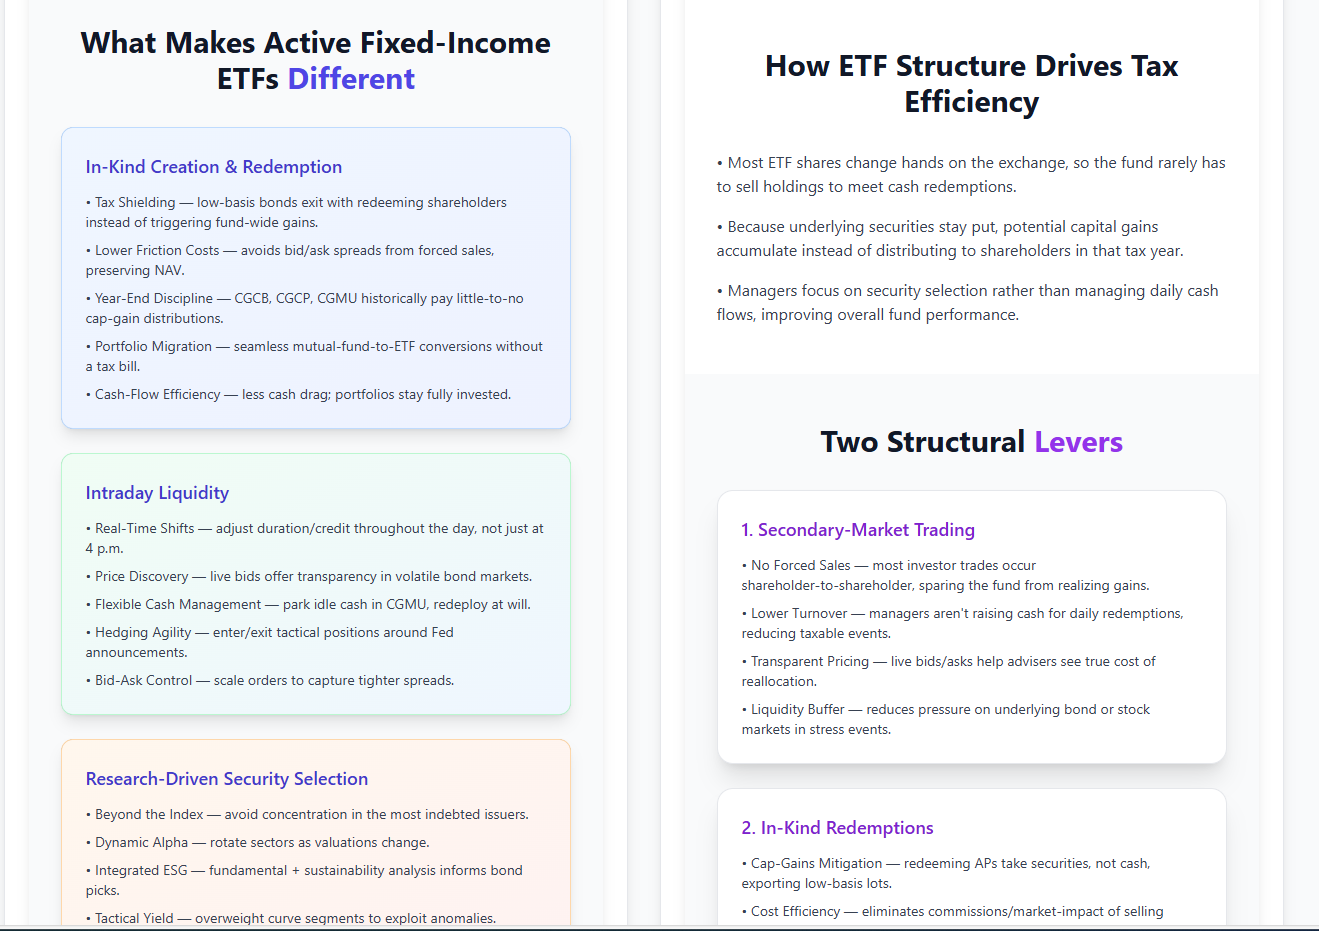 What Makes Active Fixed-Income
ETFs Different
In-Kind Creation & Redemption
• Tax Shielding — low-basis bonds exit with redeeming shareholders
instead of triggering fund-wide gains.
• Lower Friction Costs — avoids bid/ask spreads from forced sales,
preserving NAV.
• Year-End Discipline — CGCB, CGCP, CGMU historically pay little-to-no
cap-gain distributions.
• Portfolio Migration — seamless mutual-fund-to-ETF conversions without
a tax bill.
• Cash-Flow Efficiency — less cash drag; portfolios stay fully invested.
Intraday Liquidity
• Real-Time Shifts — adjust duration/credit throughout the day, not just at
4 p.m.
• Price Discovery — live bids offer transparency in volatile bond markets.
• Flexible Cash Management — park idle cash in CGMU, redeploy at will.
• Hedging Agility — enter/exit tactical positions around Fed
announcements.
• Bid-Ask Control — scale orders to capture tighter spreads.
Research-Driven Security Selection
• Beyond the Index — avoid concentration in the most indebted issuers.
• Dynamic Alpha — rotate sectors as valuations change.
• Integrated ESG — fundamental + sustainability analysis informs bond
picks.
• Tactical Yield — overweight curve segments to exploit anomalies.
How ETF Structure Drives Tax
Efficiency
• Most ETF shares change hands on the exchange, so the fund rarely has
to sell holdings to meet cash redemptions.
• Because underlying securities stay put, potential capital gains
accumulate instead of distributing to shareholders in that tax year.
• Managers focus on security selection rather than managing daily cash
flows, improving overall fund performance.
Two Structural Levers
1. Secondary-Market Trading
• No Forced Sales — most investor trades occur
shareholder-to-shareholder, sparing the fund from realizing gains.
• Lower Turnover — managers aren't raising cash for daily redemptions,
reducing taxable events.
• Transparent Pricing — live bids/asks help advisers see true cost of
reallocation.
• Liquidity Buffer — reduces pressure on underlying bond or stock
markets in stress events.
2. In-Kind Redemptions
• Cap-Gains Mitigation — redeeming APs take securities, not cash,
exporting low-basis lots.
• Cost Efficiency — eliminates commissions/market-impact of selling